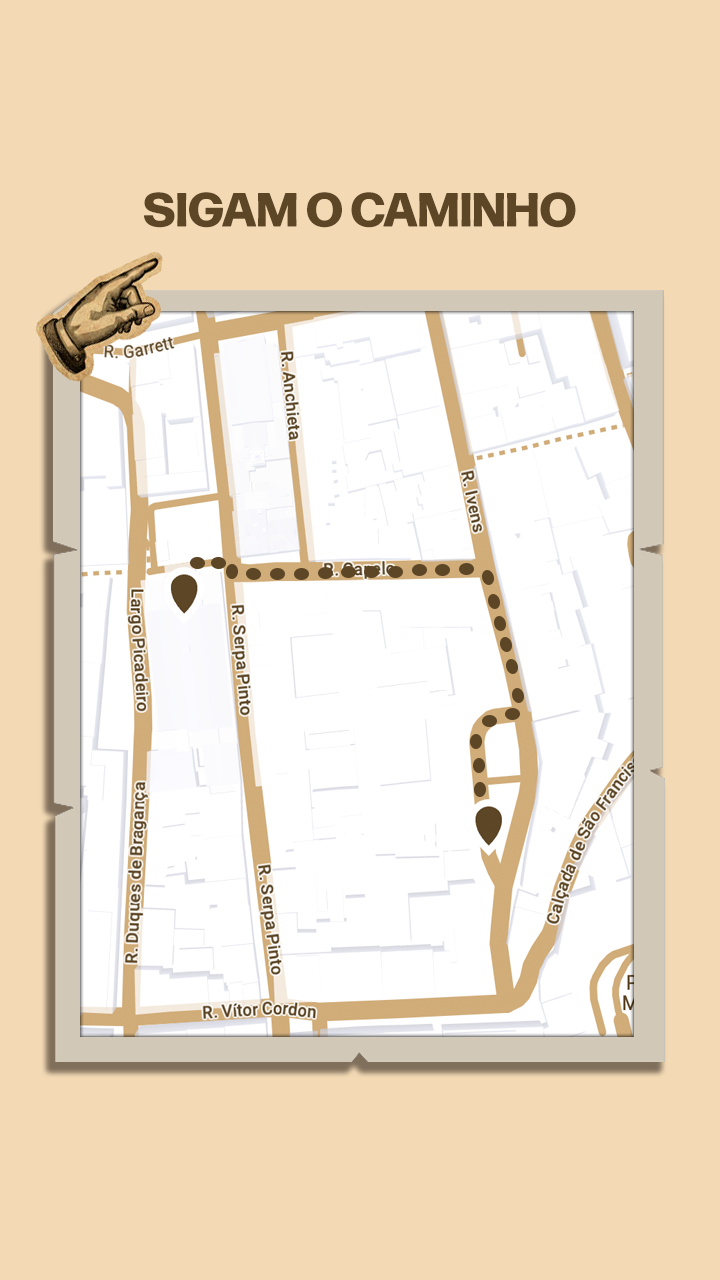 SIGAM O CAMINHO
R. Garrett
R. Anchieta
R. Ivens
R. Capelo
Largo Picadeiro
R. Serpa Pinto
Calçada de São Francis
R. Duques de Bragança
R. Serpa Pinto
R. Vítor Cordon